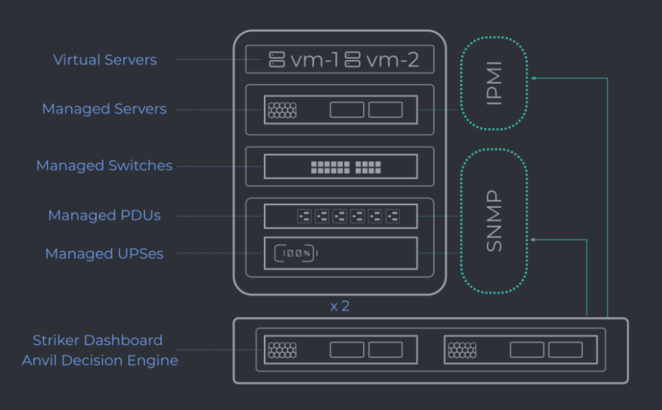 Virtual Servers
vm-1 vm-2
IPMI
Managed Servers
Managed Switches
SNMP
Managed PDUs
Managed UPSes
100%
x 2
Striker Dashboard
Anvil Decision Engine